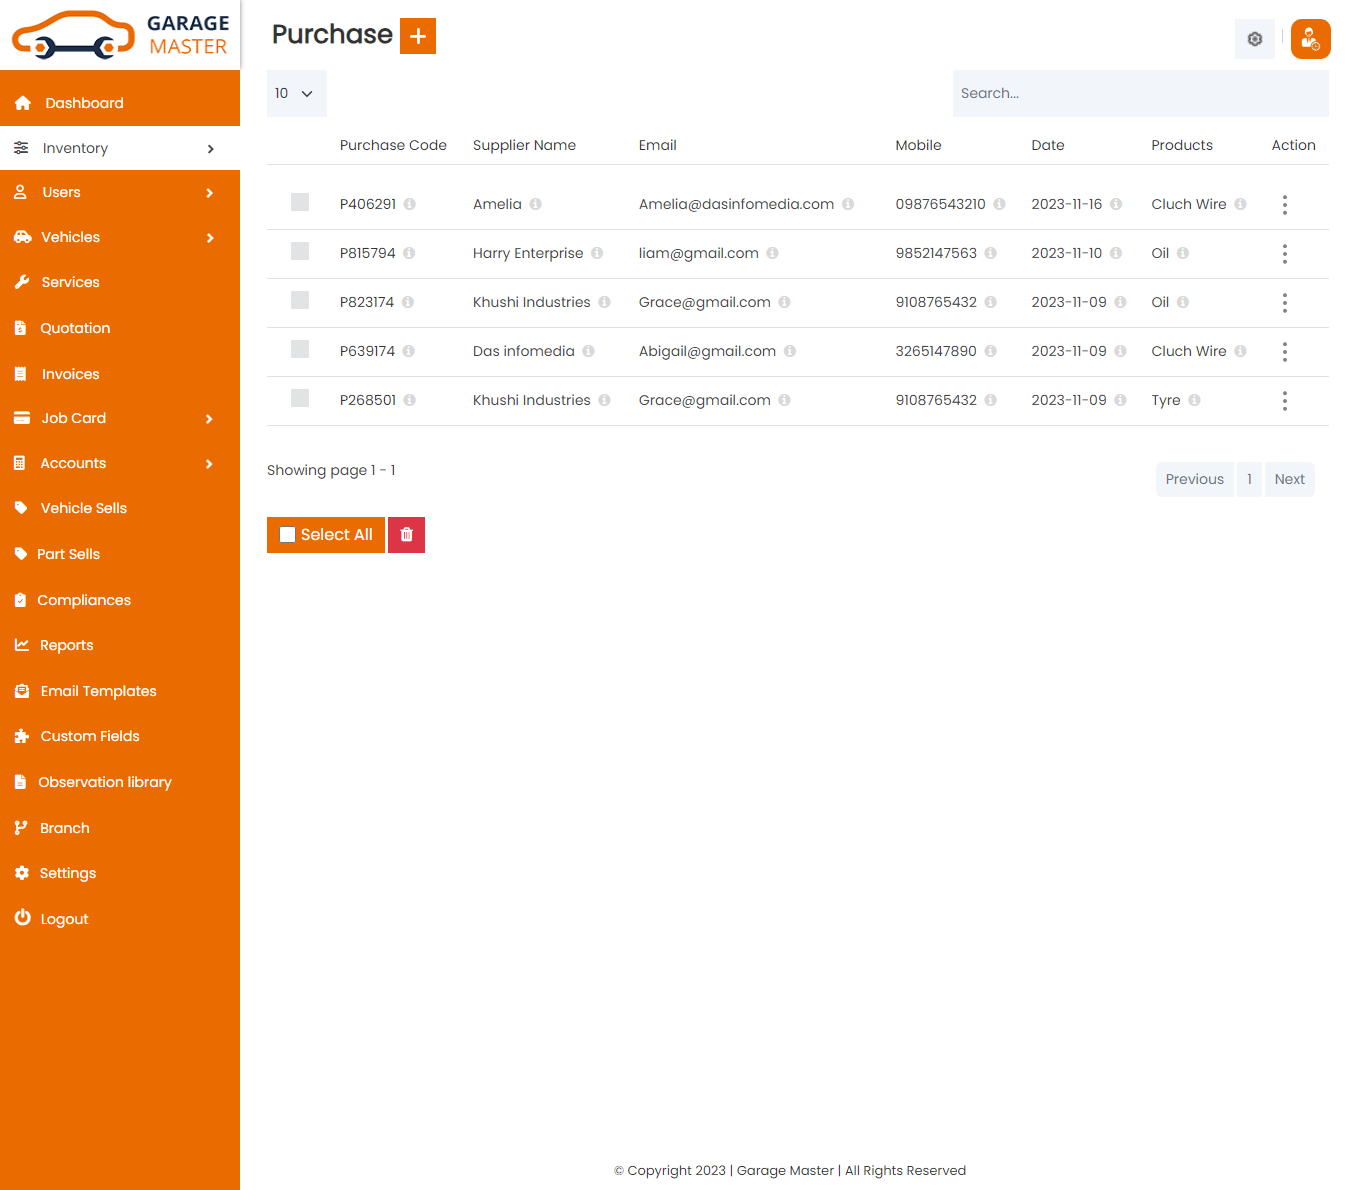 GARAGE
MASTER
Purchase
10
Search...
Dashboard
Inventory
Users
Vehicles
Services
Quotation
Invoices
Job Card
Accounts
Vehicle Sells
Part Sells
Compliances
Reports
Email Templates
Custom Fields
Observation library
Branch
Settings
Logout
Purchase Code Supplier Name Email Mobile Date Products Action
P406291 Amelia Amelia@dasinfomedia.com 09876543210 2023-11-16 Cluch Wire
P815794 Harry Enterprise liam@gmail.com 9852147563 2023-11-10 Oil
P823174 Khushi Industries Grace@gmail.com 9108765432 2023-11-09 Oil
P639174 Das infomedia Abigail@gmail.com 3265147890 2023-11-09 Cluch Wire
P268501 Khushi Industries Grace@gmail.com 9108765432 2023-11-09 Tyre
Showing page 1 - 1
Previous 1 Next
Select All
© Copyright 2023 | Garage Master | All Rights Reserved